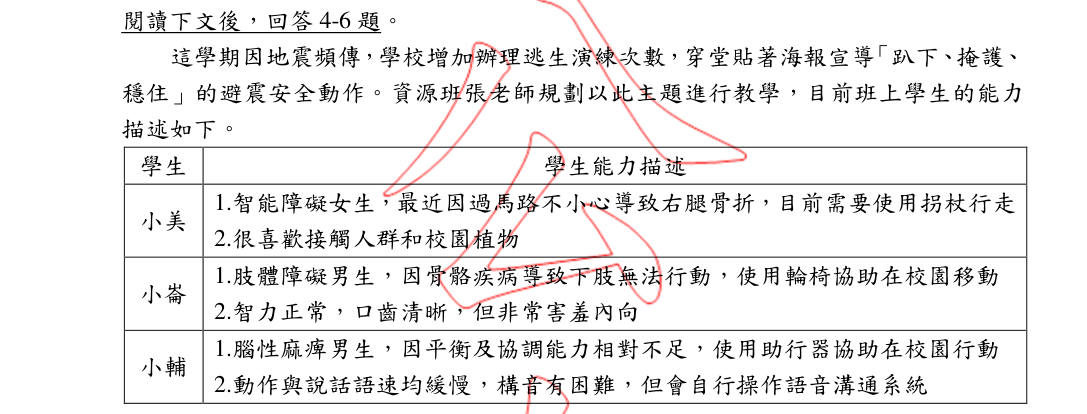 閱讀下文後，回答 4-6 題。
這學期因地震頻傳，學校增加辦理逃生演練次數，穿堂貼著海報宣導「趴下、掩護、
穩住」的避震安全動作。資源班張老師規劃以此主題進行教學，目前班上學生的能力
描述如下。
學生 學生能力描述
小美
1.智能障礙女生，最近因過馬路不小心導致右腿骨折，目前需要使用拐杖行走
2.很喜歡接觸人群和校園植物
小崙
1.肢體障礙男生，因骨骼疾病導致下肢無法行動，使用輪椅協助在校園移動
2.智力正常，口齒清晰，但非常害羞內向
小輔
1.腦性麻痺男生，因平衡及協調能力相對不足，使用助行器協助在校園行動
2.動作與說話語速均緩慢，構音有困難，但會自行操作語音溝通系統